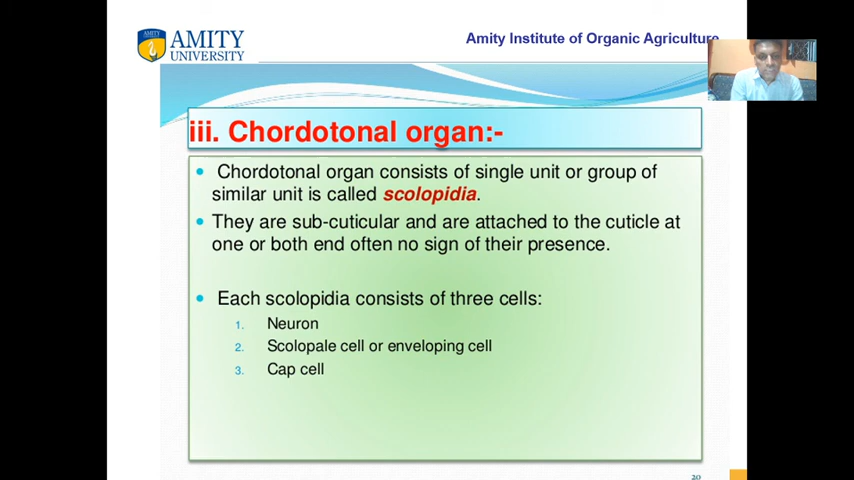 AMITY
AMITY
UNIVERSITY
Amity Institute of Organic Agriculture
iii. Chordotonal organ:-
• Chordotonal organ consists of single unit or group of
similar unit is called scolopidia.
• They are sub-cuticular and are attached to the cuticle at
one or both end often no sign of their presence.
• Each scolopidia consists of three cells:
1. Neuron
2. Scolopale cell or enveloping cell
3. Cap cell
20